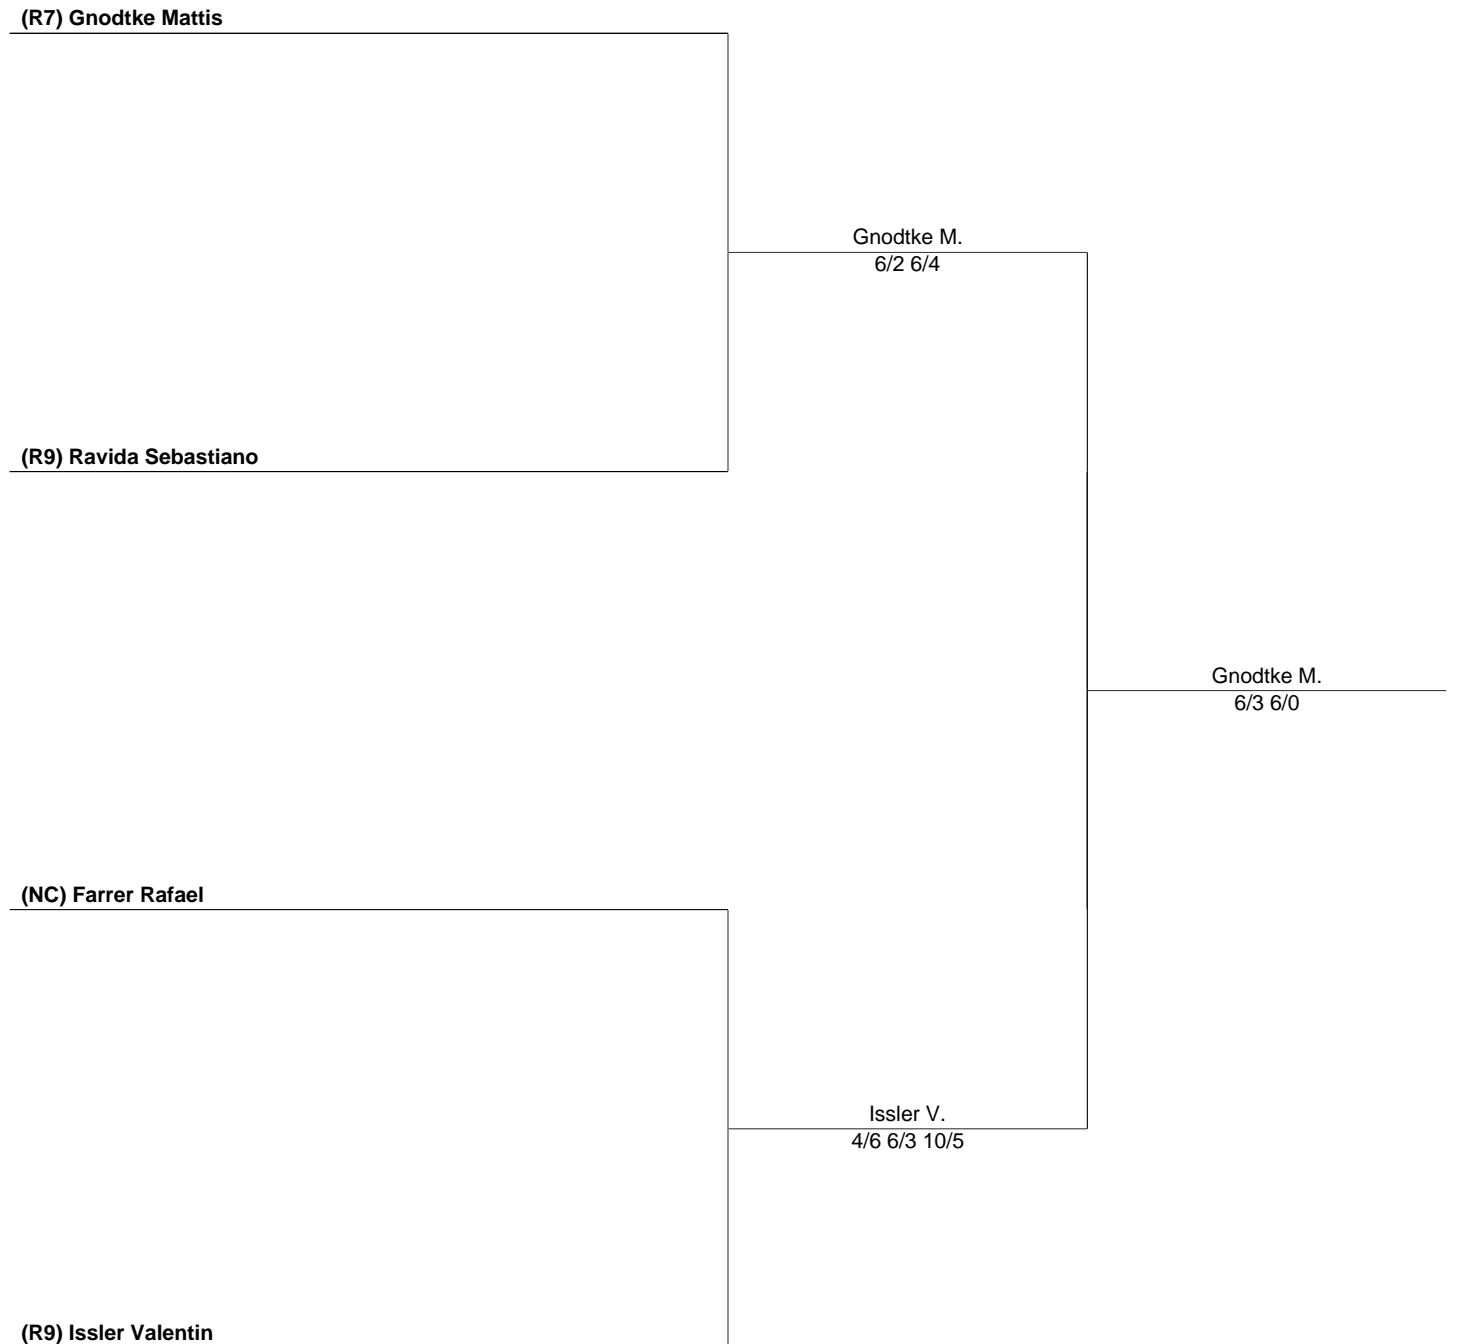 (R7) Gnodtke Mattis
Gnodtke M.
6/2 6/4
(R9) Ravida Sebastiano
Gnodtke M.
6/3 6/0
(NC) Farrer Rafael
Issler V.
4/6 6/3 10/5
(R9) Issler Valentin